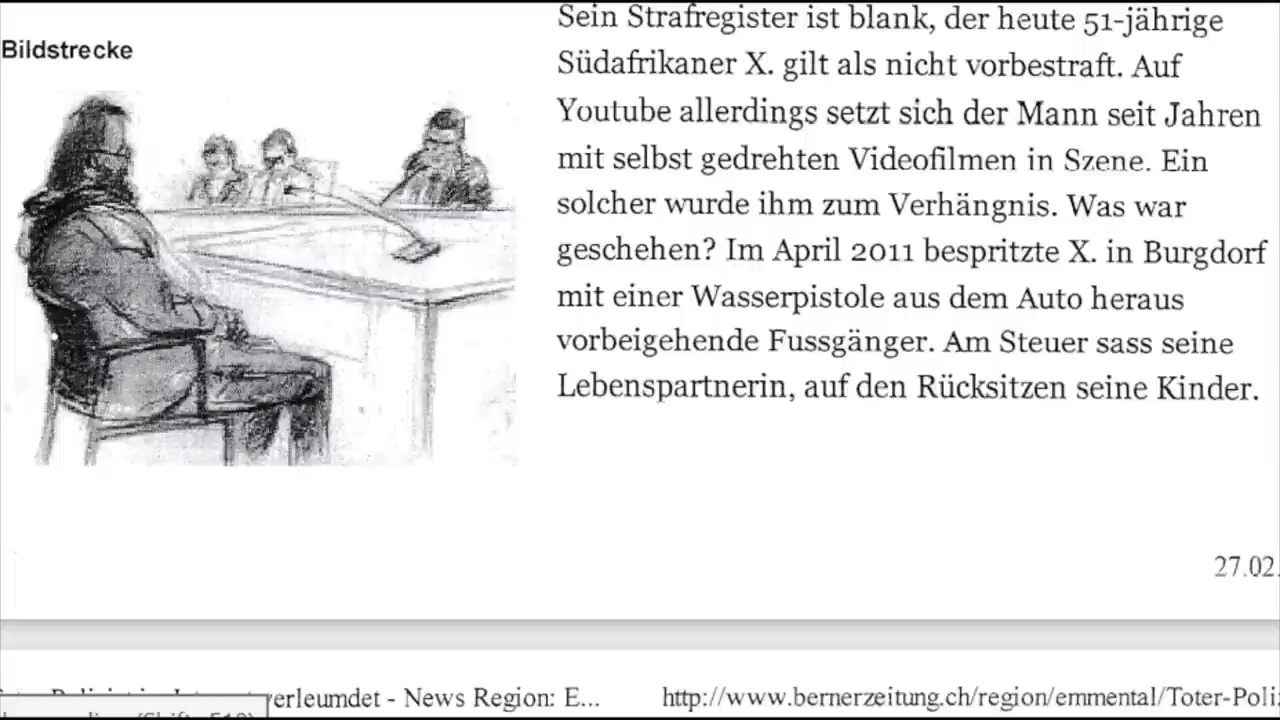 Bildstrecke
Sein Strafregister ist blank, der heute 51-jährige
Südafrikaner X. gilt als nicht vorbestraft. Auf
Youtube allerdings setzt sich der Mann seit Jahren
mit selbst gedrehten Videofilmen in Szene. Ein
solcher wurde ihm zum Verhängnis. Was war
geschehen? Im April 2011 bespritzte X. in Burgdorf
mit einer Wasserpistole aus dem Auto heraus
vorbeigehende Fussgänger. Am Steuer sass seine
Lebenspartnerin, auf den Rücksitzen seine Kinder.
27.02.
verleumdet - News Region: E...
http://www.bernerzeitung.ch/region/emmental/Toter-Poli